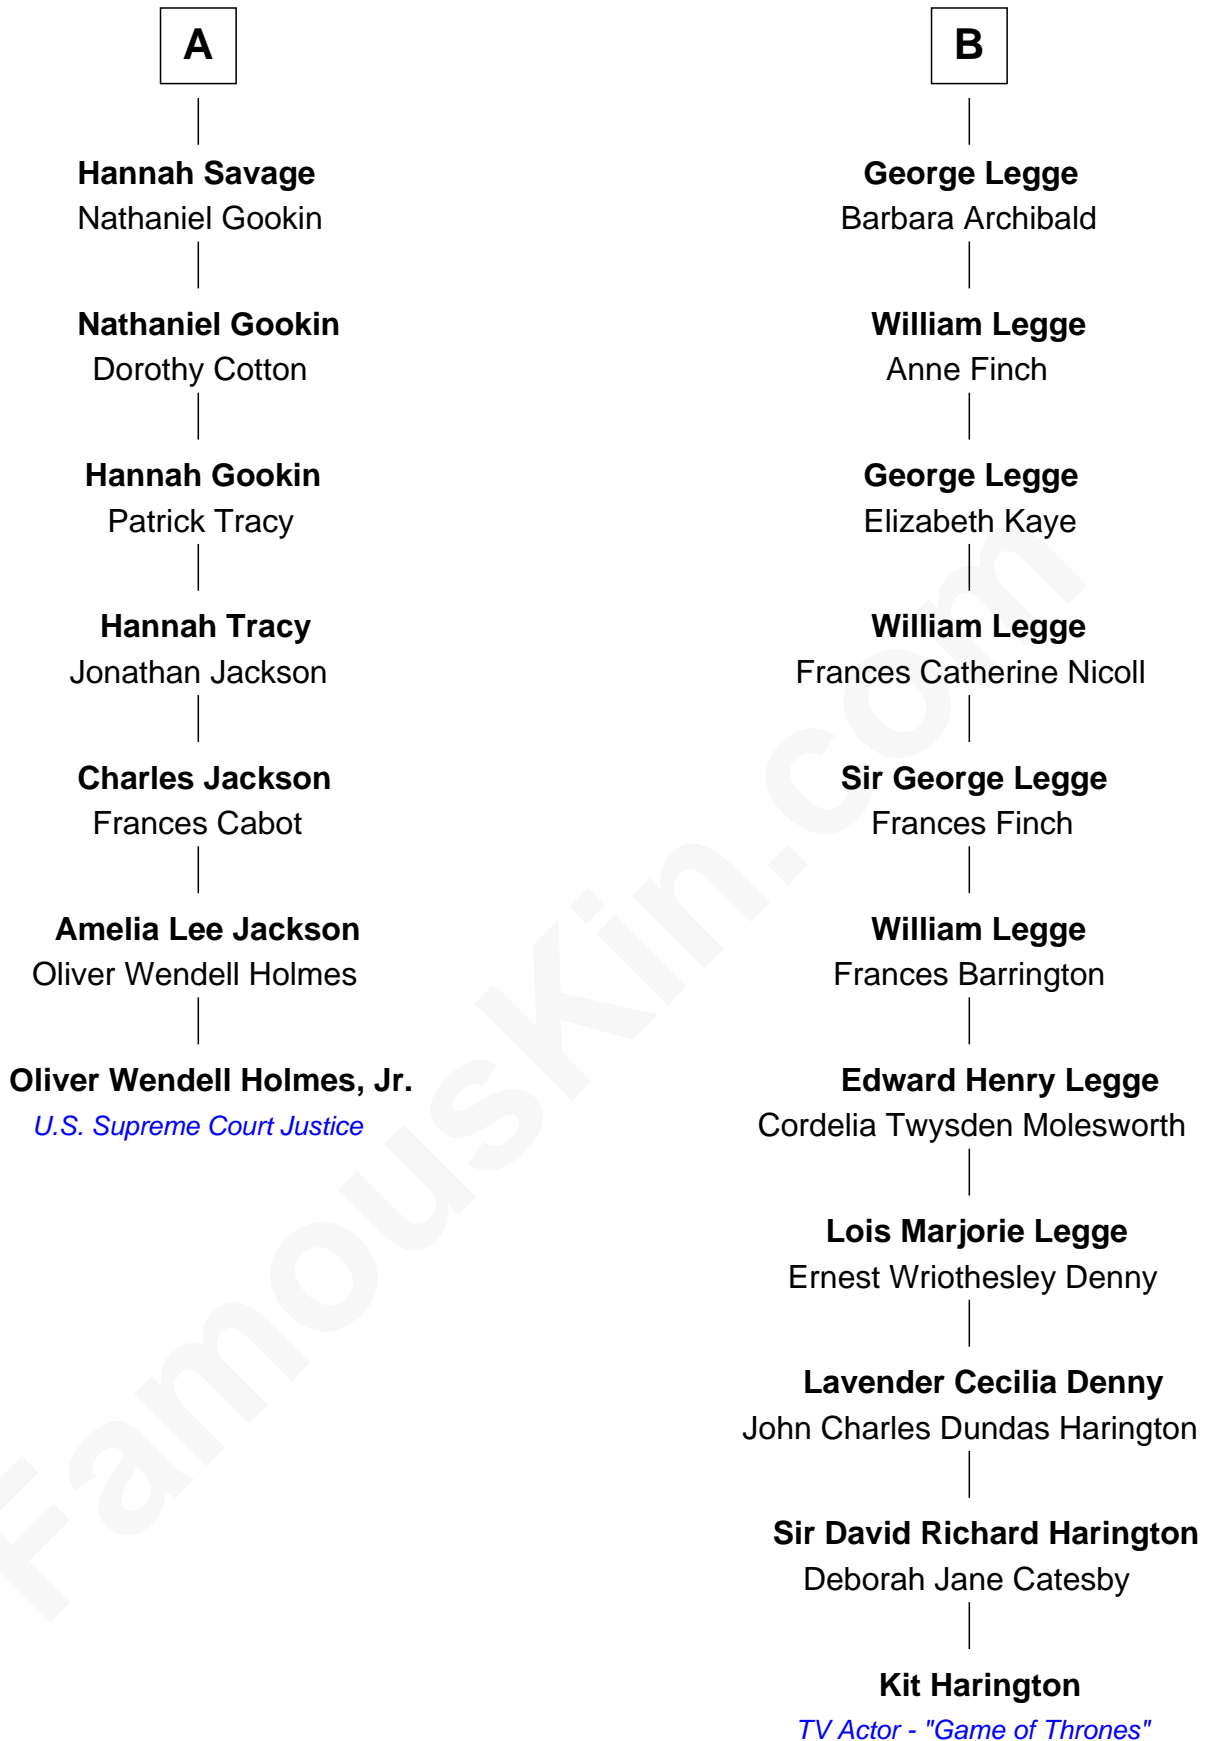 A
Hannah Savage
Nathaniel Gookin
Nathaniel Gookin
Dorothy Cotton
Hannah Gookin
Patrick Tracy
Hannah Tracy
Jonathan Jackson
Charles Jackson
Frances Cabot
Amelia Lee Jackson
Oliver Wendell Holmes
Oliver Wendell Holmes, Jr.
U.S. Supreme Court Justice
B
George Legge
Barbara Archibald
William Legge
Anne Finch
George Legge
Elizabeth Kaye
William Legge
Frances Catherine Nicoll
Sir George Legge
Frances Finch
William Legge
Frances Barrington
Edward Henry Legge
Cordelia Twysden Molesworth
Lois Marjorie Legge
Ernest Wriothesley Denny
Lavender Cecilia Denny
John Charles Dundas Harington
Sir David Richard Harington
Deborah Jane Catesby
Kit Harington
TV Actor - "Game of Thrones"
FamousKin.com